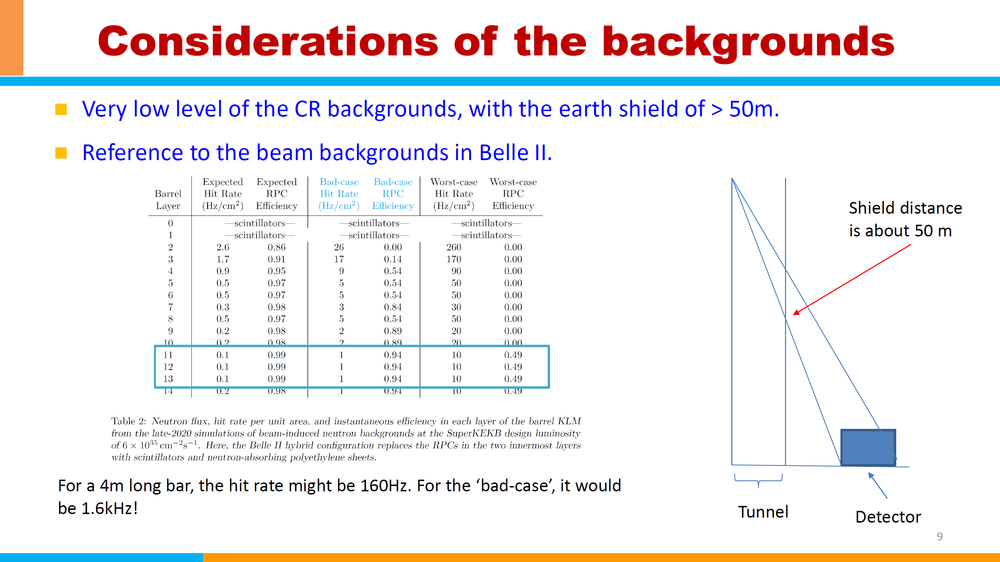 Considerations of the backgrounds
Very low level of the CR backgrounds, with the earth shield of > 50m.
Reference to the beam backgrounds in Belle II.
Expected Expected Bad-case Bad-case Worst-case Worst-case
Barrel Hit Rate RPC Hit Rate RPC Hit Rate RPC
Layer (Hz/cm²) Efficiency (Hz/cm²) Efficiency (Hz/cm²) Efficiency
0 —scintillators— —scintillators— —scintillators—
1 —scintillators— —scintillators— —scintillators—
2 2.6 0.86 26 0.00 260 0.00
3 1.7 0.91 17 0.14 170 0.00
4 0.9 0.95 9 0.54 90 0.00
5 0.5 0.97 5 0.54 50 0.00
6 0.5 0.97 5 0.54 50 0.00
7 0.3 0.98 3 0.84 30 0.00
8 0.5 0.97 5 0.54 50 0.00
9 0.2 0.98 2 0.89 20 0.00
10 0.2 0.98 2 0.89 20 0.00
11 0.1 0.99 1 0.94 10 0.49
12 0.1 0.99 1 0.94 10 0.49
13 0.1 0.99 1 0.94 10 0.49
14 0.2 0.98 1 0.94 10 0.49
Table 2: Neutron flux, hit rate per unit area, and instantaneous efficiency in each layer of the barrel KLM
from the late-2020 simulations of beam-induced neutron backgrounds at the SuperKEKB design luminosity
of 6 × 10³⁵ cm⁻²s⁻¹. Here, the Belle II hybrid configuration replaces the RPCs in the two innermost layers
with scintillators and neutron-absorbing polyethylene sheets.
For a 4m long bar, the hit rate might be 160Hz. For the ‘bad-case’, it would
be 1.6kHz!
Shield distance
is about 50 m
Tunnel
Detector
9